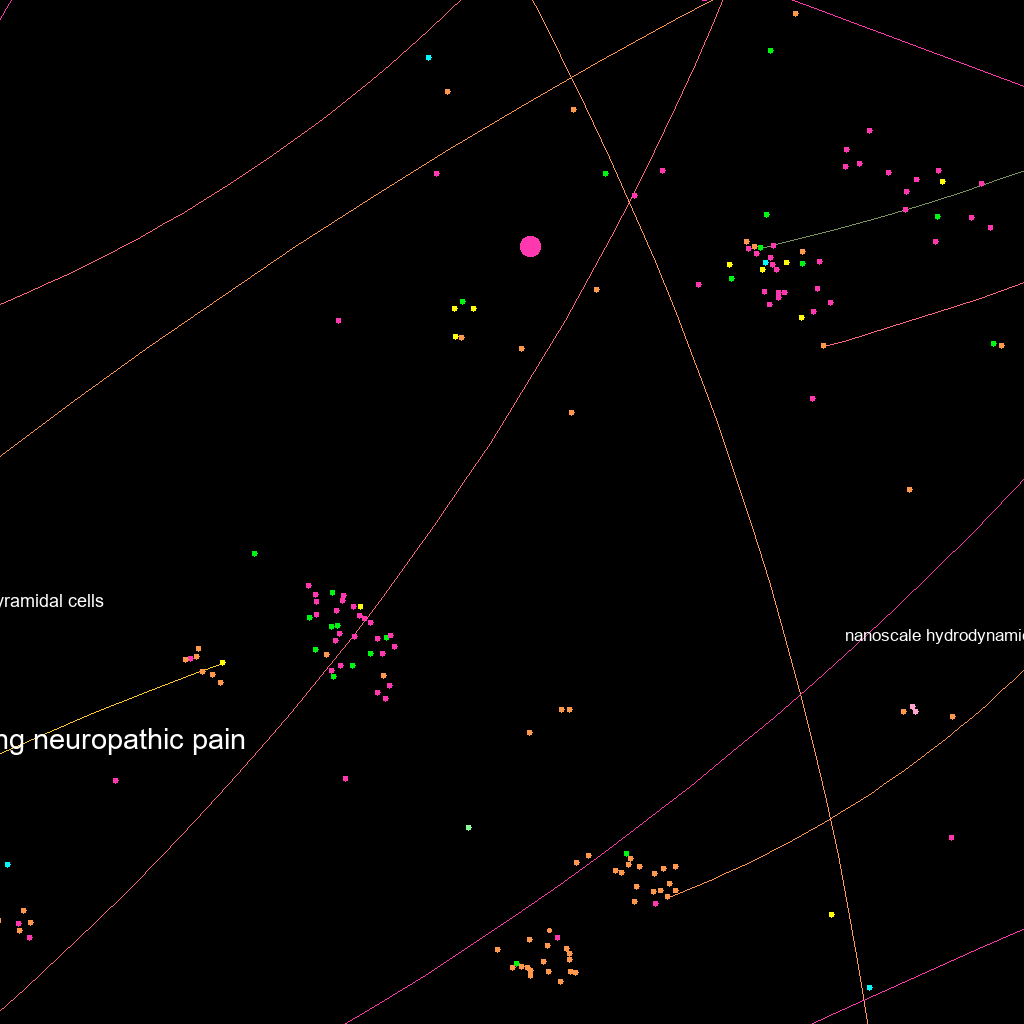 yramidal cells
nanoscale hydrodynamic
ng neuropathic pain